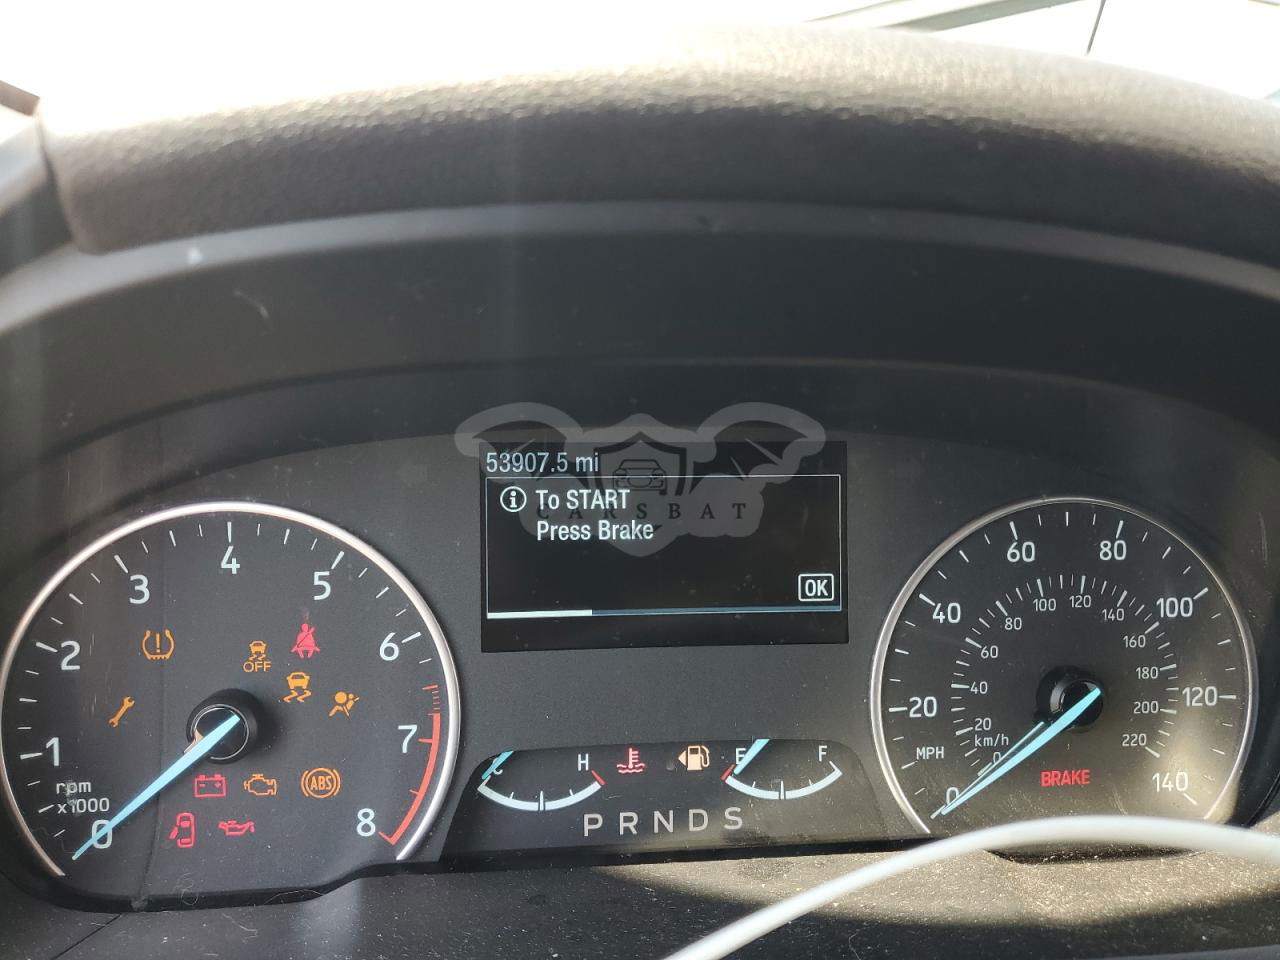 53907.5 mi
i To START
Press Brake
OK
CARSBAT
0
1
2
3
4
5
6
7
8
rpm
x1000
OFF
ABS
C
H
E
F
P R N D S
0
20
40
60
80
100
120
140
MPH
0
20
40
60
80
100
120
140
160
180
200
220
km/h
BRAKE